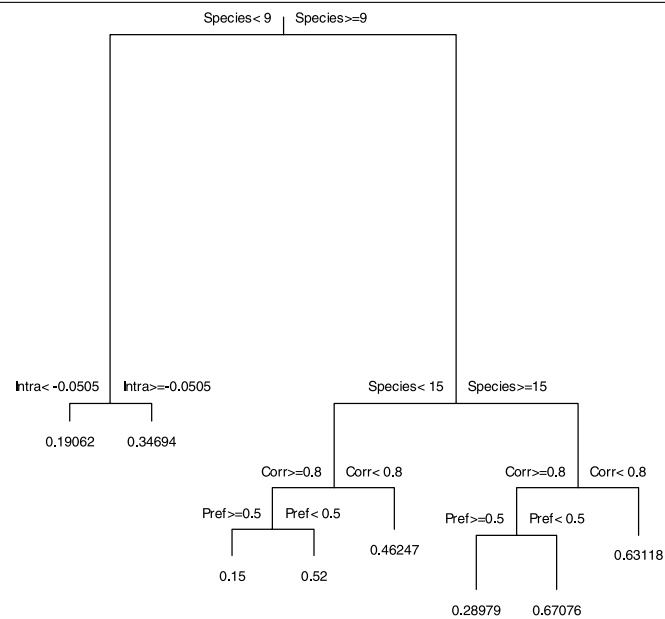 Species< 9 Species>=9
Intra< -0.0505 Intra>=-0.0505 Species< 15 Species>=15
0.19062 0.34694
Corr>=0.8 Corr< 0.8 Corr>=0.8 Corr< 0.8
Pref>=0.5 Pref< 0.5 Pref>=0.5 Pref< 0.5
0.46247 0.63118
0.15 0.52
0.28979 0.67076